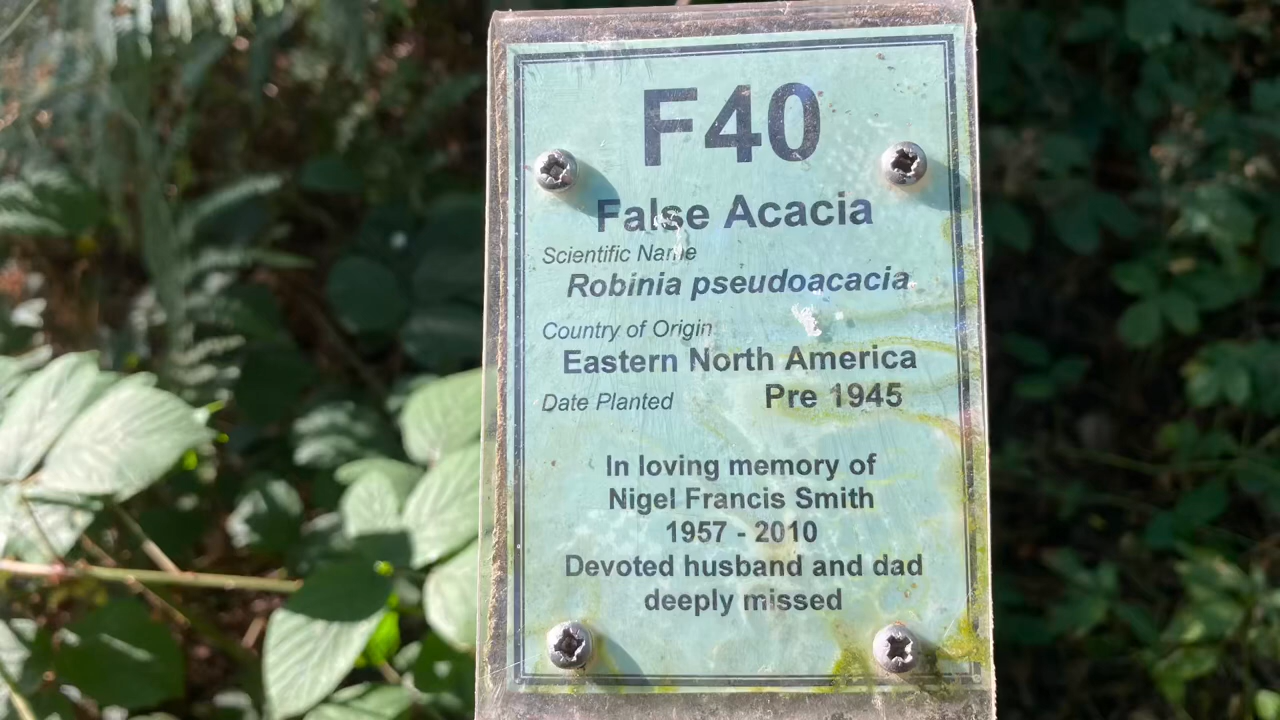 F40
False Acacia
Scientific Name
Robinia pseudoacacia
Country of Origin
Eastern North America
Date Planted Pre 1945
In loving memory of
Nigel Francis Smith
1957 - 2010
Devoted husband and dad
deeply missed